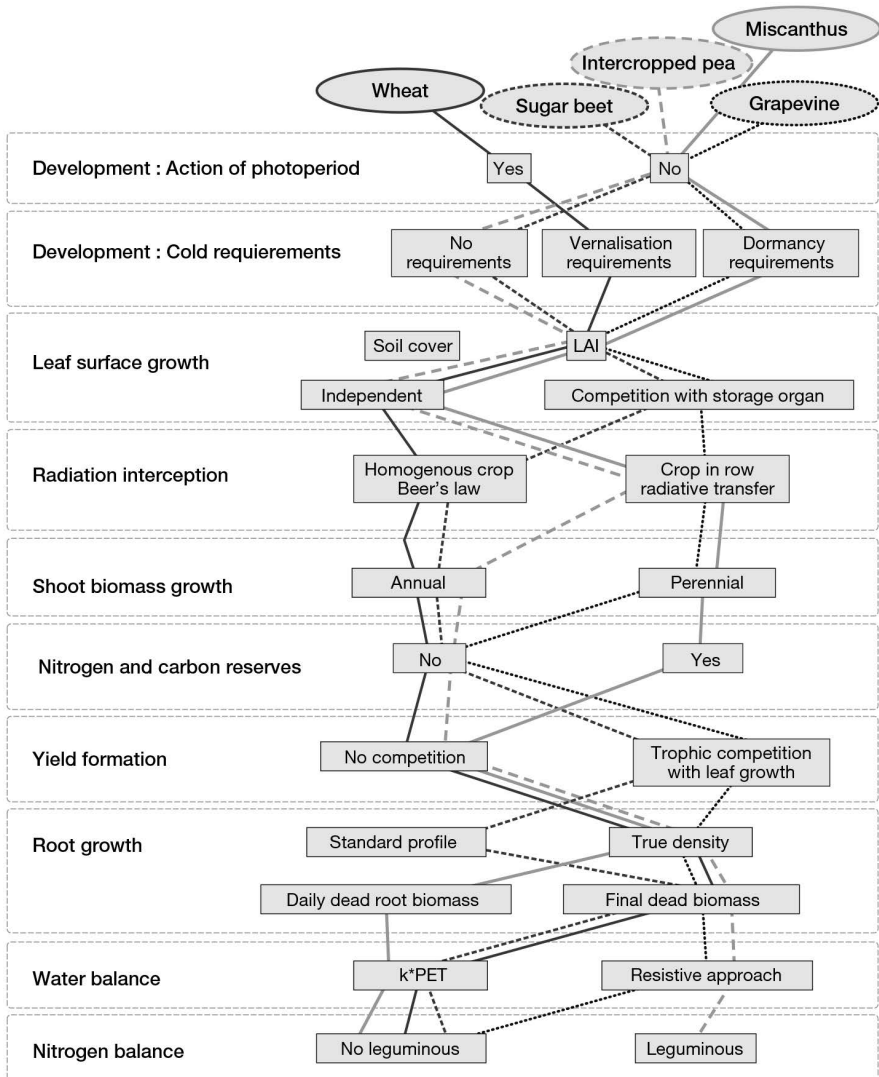 Miscanthus
Intercropped pea
Wheat
Sugar beet
Grapevine
Development : Action of photoperiod
Yes
No
Development : Cold requierements
No
requirements
Vernalisation
requirements
Dormancy
requirements
Leaf surface growth
Soil cover
LAI
Independent
Competition with storage organ
Radiation interception
Homogenous crop
Beer's law
Crop in row
radiative transfer
Shoot biomass growth
Annual
Perennial
Nitrogen and carbon reserves
No
Yes
Yield formation
No competition
Trophic competition
with leaf growth
Root growth
Standard profile
True density
Daily dead root biomass
Final dead biomass
Water balance
k*PET
Resistive approach
Nitrogen balance
No leguminous
Leguminous